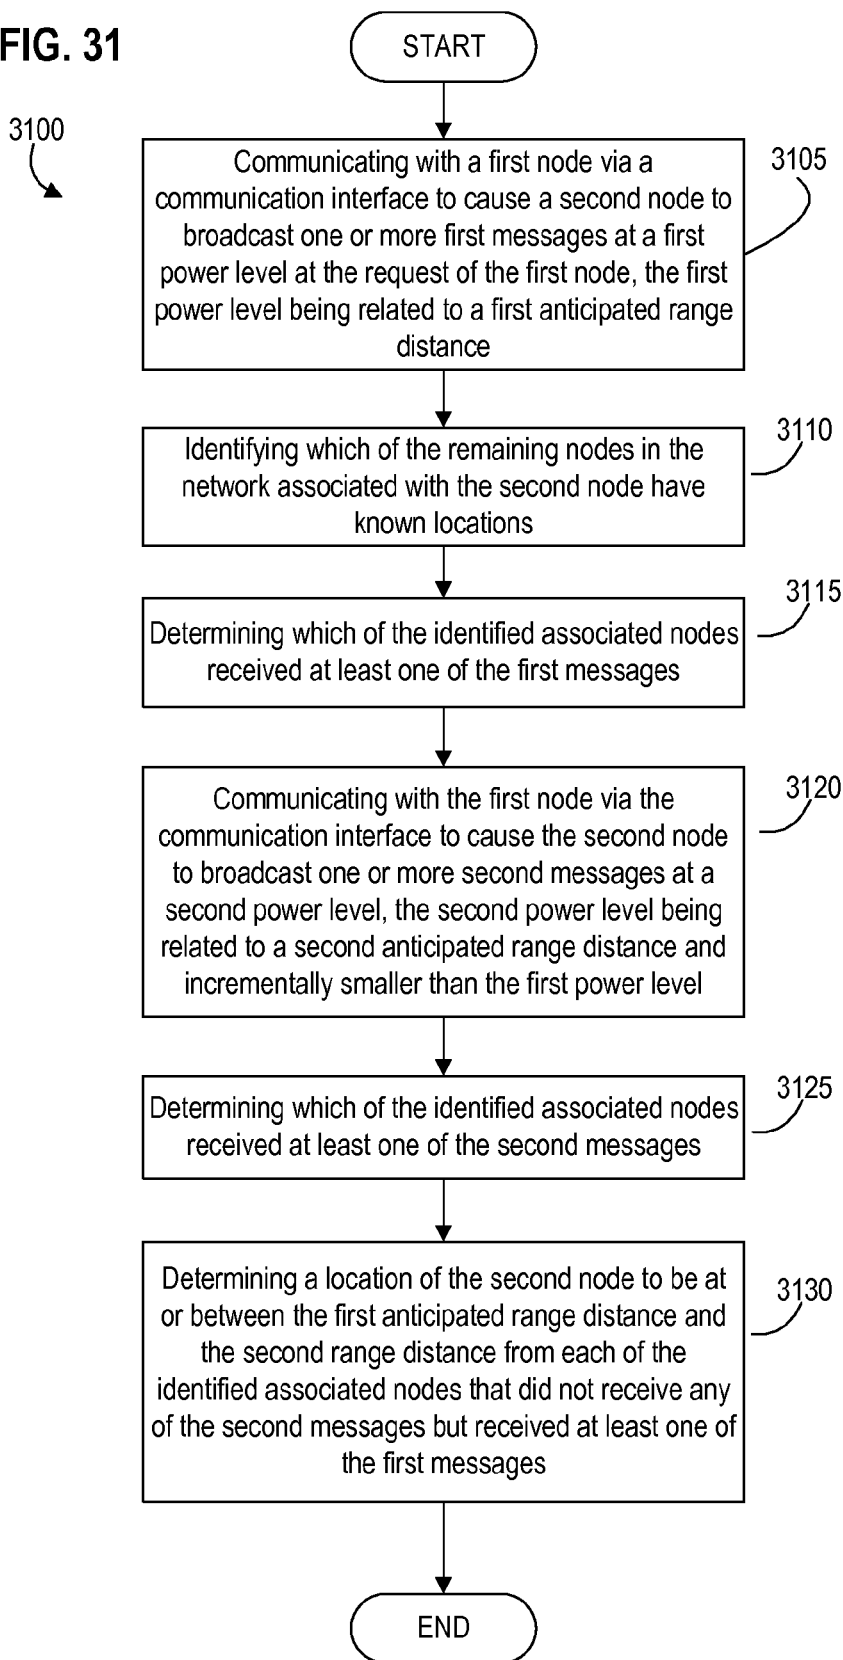 FIG. 31
START
3100
Communicating with a first node via a
communication interface to cause a second node to
broadcast one or more first messages at a first
power level at the request of the first node, the first
power level being related to a first anticipated range
distance
3105
Identifying which of the remaining nodes in the
network associated with the second node have
known locations
3110
Determining which of the identified associated nodes
received at least one of the first messages
3115
Communicating with the first node via the
communication interface to cause the second node
to broadcast one or more second messages at a
second power level, the second power level being
related to a second anticipated range distance and
incrementally smaller than the first power level
3120
Determining which of the identified associated nodes
received at least one of the second messages
3125
Determining a location of the second node to be at
or between the first anticipated range distance and
the second range distance from each of the
identified associated nodes that did not receive any
of the second messages but received at least one of
the first messages
3130
END